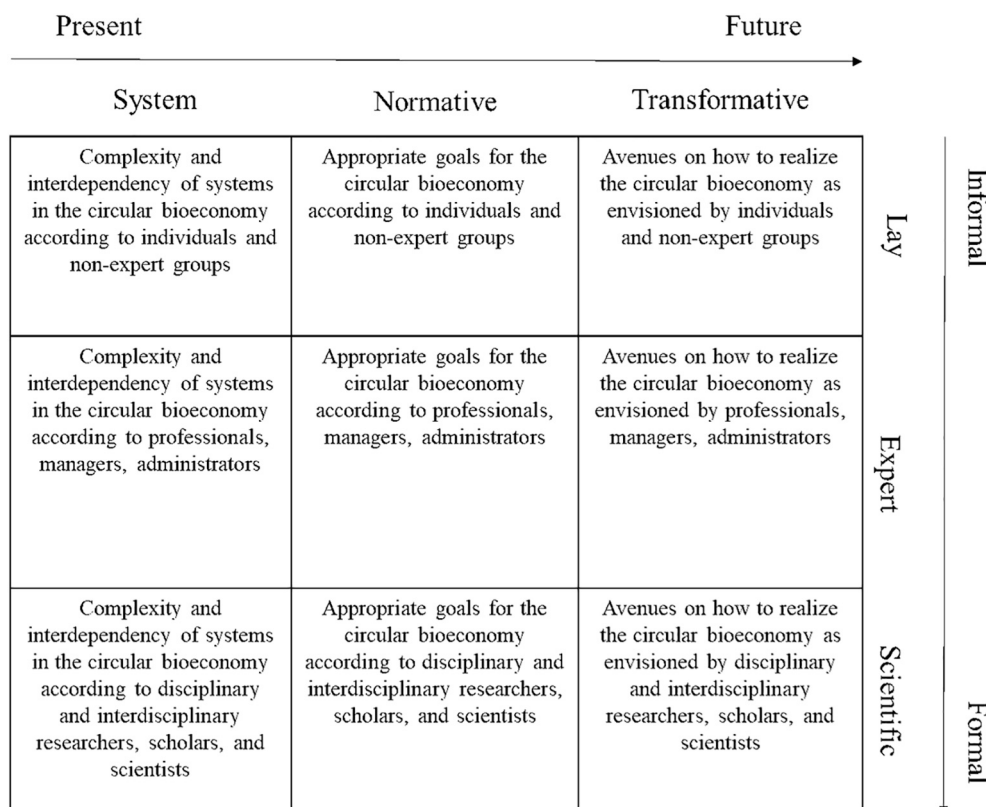 Present
Future
System
Normative
Transformative
Complexity and
interdependency of systems
in the circular bioeconomy
according to individuals and
non-expert groups
Appropriate goals for the
circular bioeconomy
according to individuals and
non-expert groups
Avenues on how to realize
the circular bioeconomy as
envisioned by individuals
and non-expert groups
Lay
Informal
Complexity and
interdependency of systems
in the circular bioeconomy
according to professionals,
managers, administrators
Appropriate goals for the
circular bioeconomy
according to professionals,
managers, administrators
Avenues on how to realize
the circular bioeconomy as
envisioned by professionals,
managers, administrators
Expert
Complexity and
interdependency of systems
in the circular bioeconomy
according to disciplinary
and interdisciplinary
researchers, scholars, and
scientists
Appropriate goals for the
circular bioeconomy
according to disciplinary and
interdisciplinary researchers,
scholars, and scientists
Avenues on how to realize
the circular bioeconomy as
envisioned by disciplinary
and interdisciplinary
researchers, scholars, and
scientists
Scientific
Formal